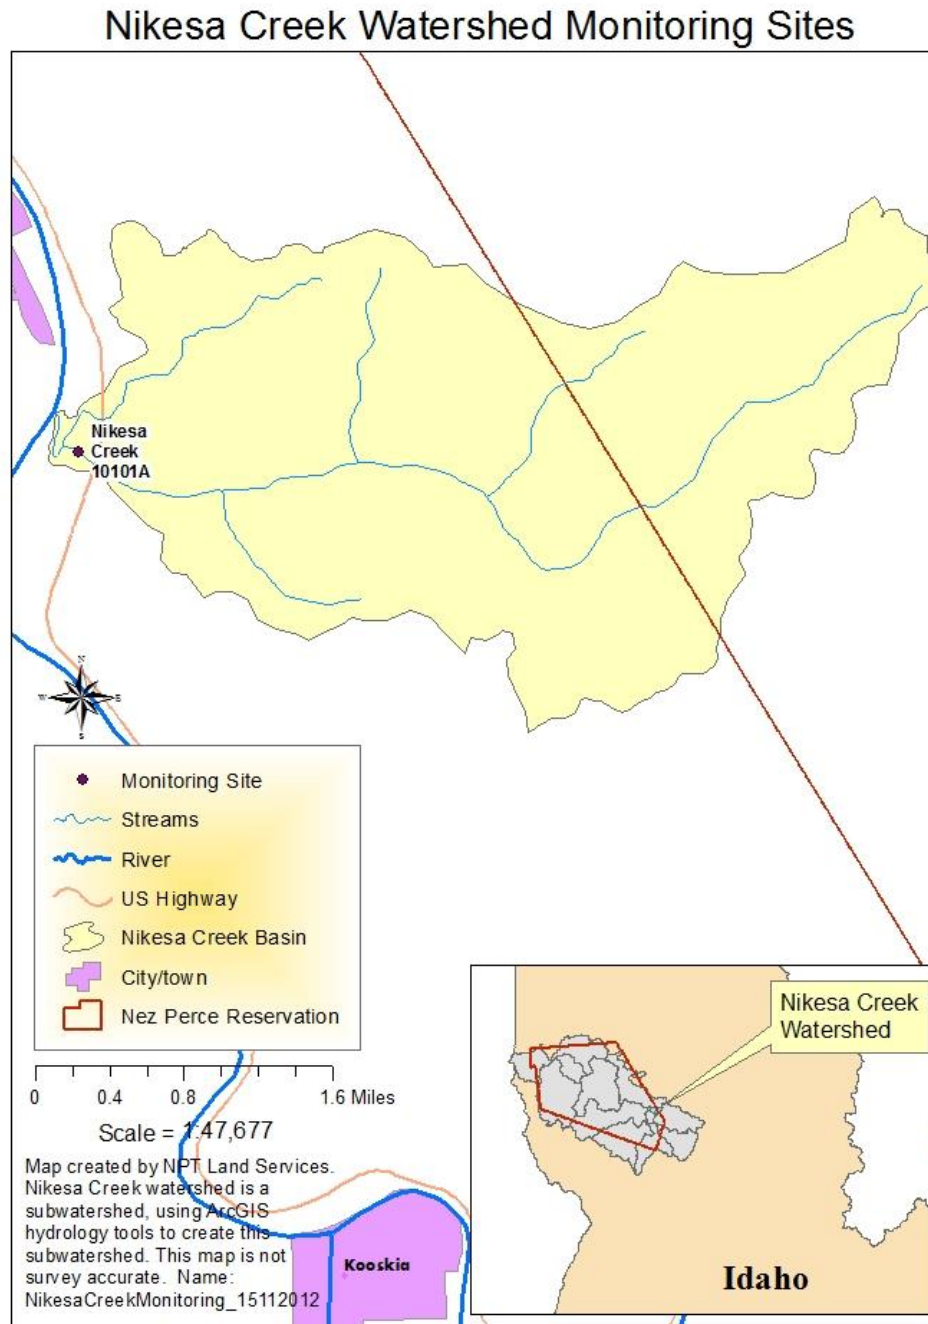 Nikesa Creek Watershed Monitoring Sites
Nikesa
Creek
10101A
N
W
E
S
Monitoring Site
Streams
River
US Highway
Nikesa Creek Basin
City/town
Nez Perce Reservation
0 0.4 0.8 1.6 Miles
Scale = 1:47,677
Map created by NPT Land Services.
Nikesa Creek watershed is a
subwatershed, using ArcGIS
hydrology tools to create this
subwatershed. This map is not
survey accurate. Name:
NikesaCreekMonitoring_15112012
Kooskia
Nikesa Creek
Watershed
Idaho